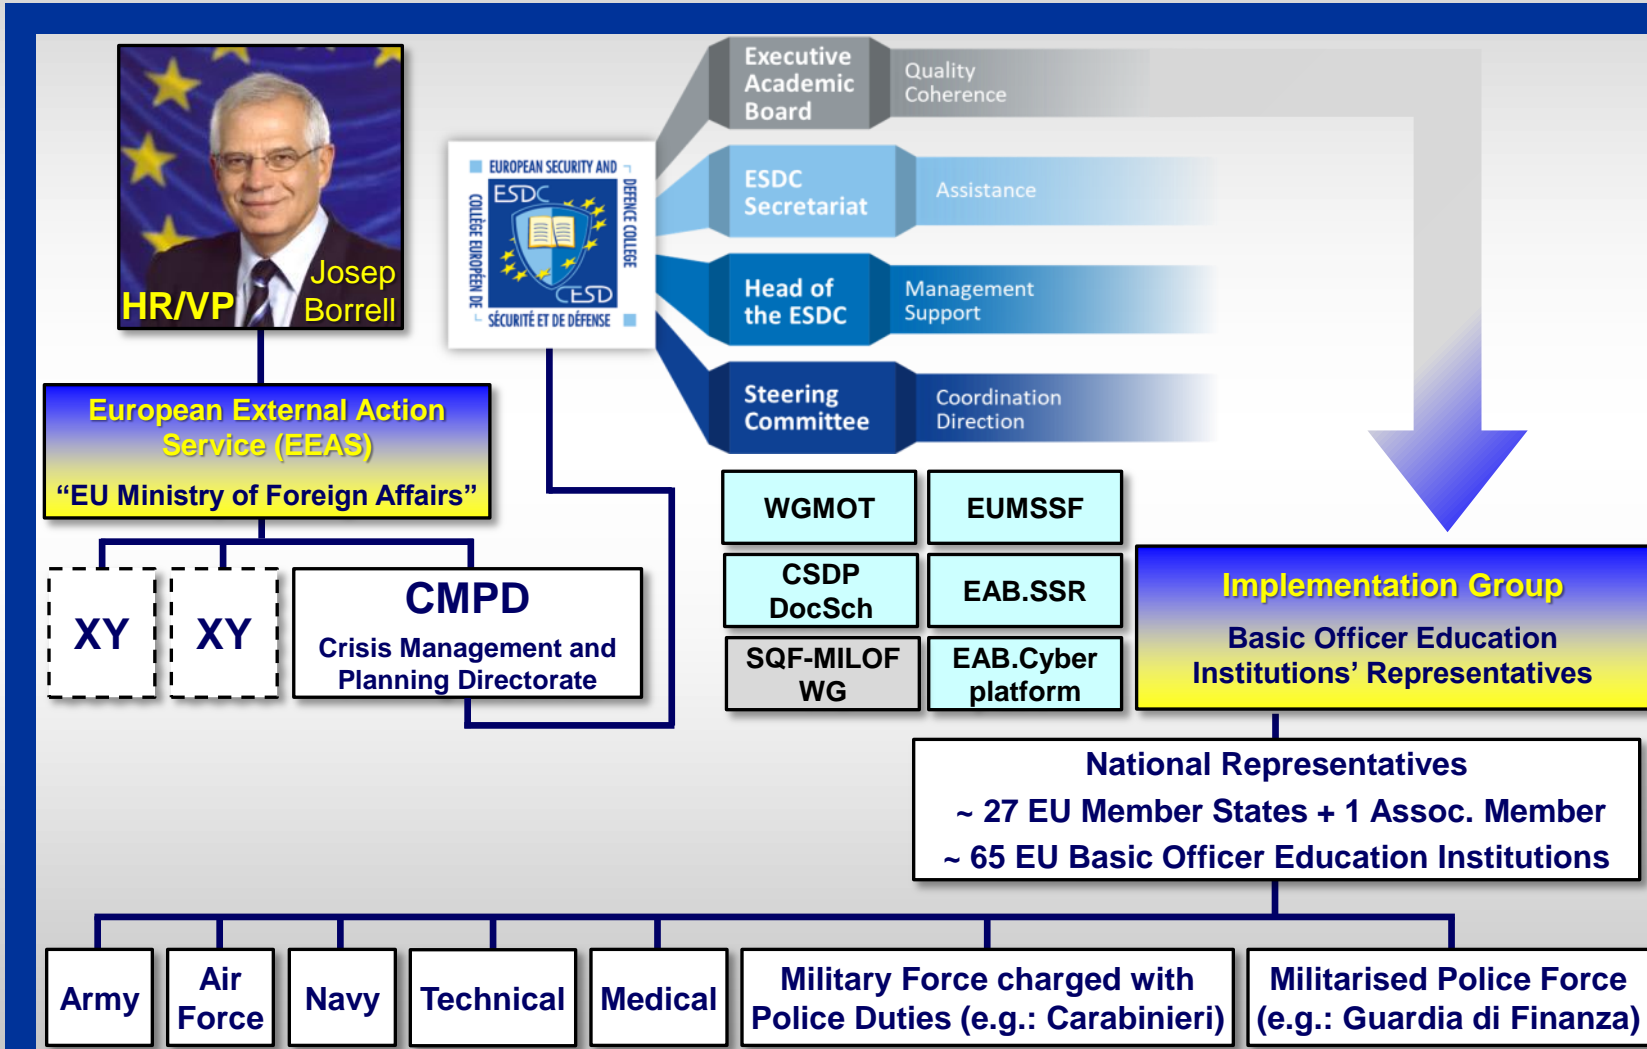 HR/VP
Josep
Borrell
EUROPEAN SECURITY AND
DEFENCE COLLEGE
COLLÈGE EUROPÉEN DE
SÉCURITÉ ET DE DÉFENSE
ESDC
CESD
Executive
Academic
Board
Quality
Coherence
ESDC
Secretariat
Assistance
Head of
the ESDC
Management
Support
Steering
Committee
Coordination
Direction
European External Action
Service (EEAS)
“EU Ministry of Foreign Affairs”
XY
XY
CMPD
Crisis Management and
Planning Directorate
WGMOT
EUMSSF
CSDP
DocSch
EAB.SSR
SQF-MILOF
WG
EAB.Cyber
platform
Implementation Group
Basic Officer Education
Institutions’ Representatives
National Representatives
~ 27 EU Member States + 1 Assoc. Member
~ 65 EU Basic Officer Education Institutions
Army
Air
Force
Navy
Technical
Medical
Military Force charged with
Police Duties (e.g.: Carabinieri)
Militarised Police Force
(e.g.: Guardia di Finanza)